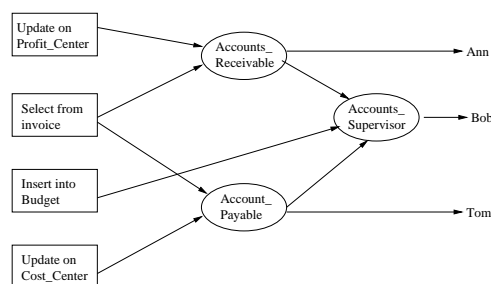 Update on
Profit_Center
Accounts_
Receivable
Ann
Select from
invoice
Accounts_
Supervisor
Bob
Insert into
Budget
Account_
Payable
Tom
Update on
Cost_Center